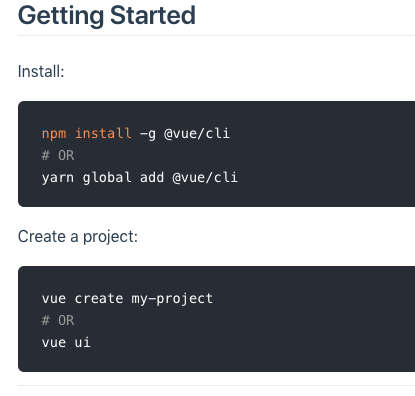 Getting Started
Install:
npm install -g @vue/cli
# OR
yarn global add @vue/cli
Create a project:
vue create my-project
# OR
vue ui